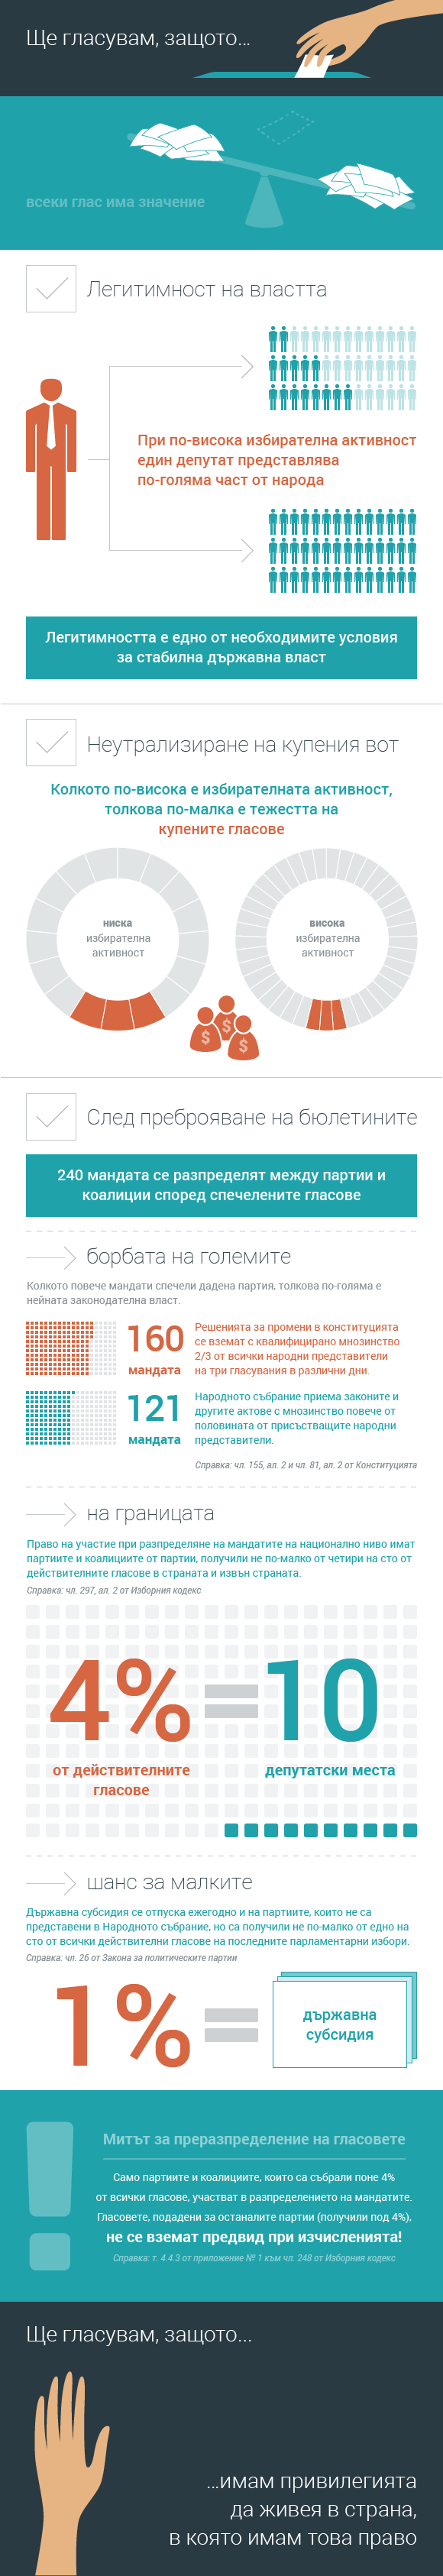 Ще гласувам, защото...
всеки глас има значение
Легитимност на властта
При по-висока избирателна активност
един депутат представлява
по-голяма част от народа
Легитимността е едно от необходимите условия
за стабилна държавна власт
Неутрализиране на купения вот
Колкото по-висока е избирателната активност,
толкова по-малка е тежестта на
купените гласове
ниска
избирателна
активност
висока
избирателна
активност
$
$
$
След преброяване на бюлетините
240 мандата се разпределят между партии и
коалиции според спечелените гласове
борбата на големите
Колкото повече мандати спечели дадена партия, толкова по-голяма е
нейната законодателна власт.
160
мандата
Решенията за промени в конституцията
се вземат с квалифицирано мнозинство
2/3 от всички народни представители
на три гласувания в различни дни.
121
мандата
Народното събрание приема законите и
другите актове с мнозинство повече от
половината от присъстващите народни
представители.
Справка: чл. 155, ал. 2 и чл. 81, ал. 2 от Конституцията
на границата
Право на участие при разпределяне на мандатите на национално ниво имат
партиите и коалициите от партии, получили не по-малко от четири на сто от
действителните гласове в страната и извън страната.
Справка: чл. 297, ал. 2 от Изборния кодекс
4% = 10
от действителните
гласове
депутатски места
шанс за малките
Държавна субсидия се отпуска ежегодно и на партиите, които не са
представени в Народното събрание, но са получили не по-малко от едно на
сто от всички действителни гласове на последните парламентарни избори.
Справка: чл. 26 от Закона за политическите партии
1% =
държавна
субсидия
!
Митът за преразпределение на гласовете
Само партиите и коалициите, които са събрали поне 4%
от всички гласове, участват в разпределението на мандатите.
Гласовете, подадени за останалите партии (получили под 4%),
не се вземат предвид при изчисленията!
Справка: т. 4.4.3 от приложение № 1 към чл. 248 от Изборния кодекс
Ще гласувам, защото...
...имам привилегията
да живея в страна,
в която имам това право